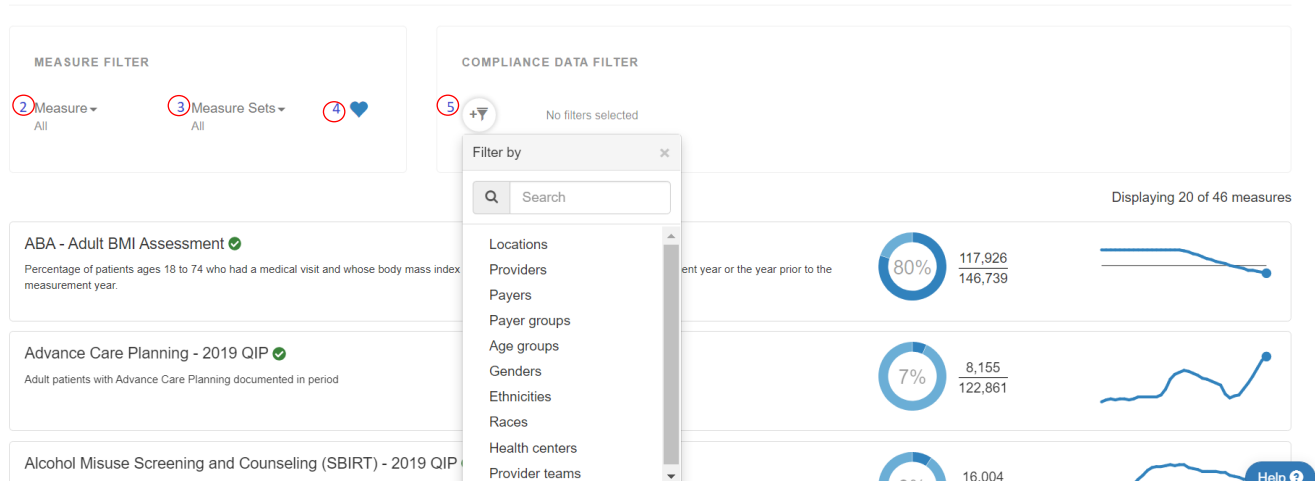 MEASURE FILTER
2 Measure
All
3 Measure Sets
All
4
COMPLIANCE DATA FILTER
5
+
No filters selected
Filter by ×
Search
Locations
Providers
Payers
Payer groups
Age groups
Genders
Ethnicities
Races
Health centers
Provider teams
Displaying 20 of 46 measures
ABA - Adult BMI Assessment
Percentage of patients ages 18 to 74 who had a medical visit and whose body mass index
ent year or the year prior to the
measurement year.
80%
117,926
146,739
Advance Care Planning - 2019 QIP
Adult patients with Advance Care Planning documented in period
7%
8,155
122,861
Alcohol Misuse Screening and Counseling (SBIRT) - 2019 QIP
16,004
Help ?